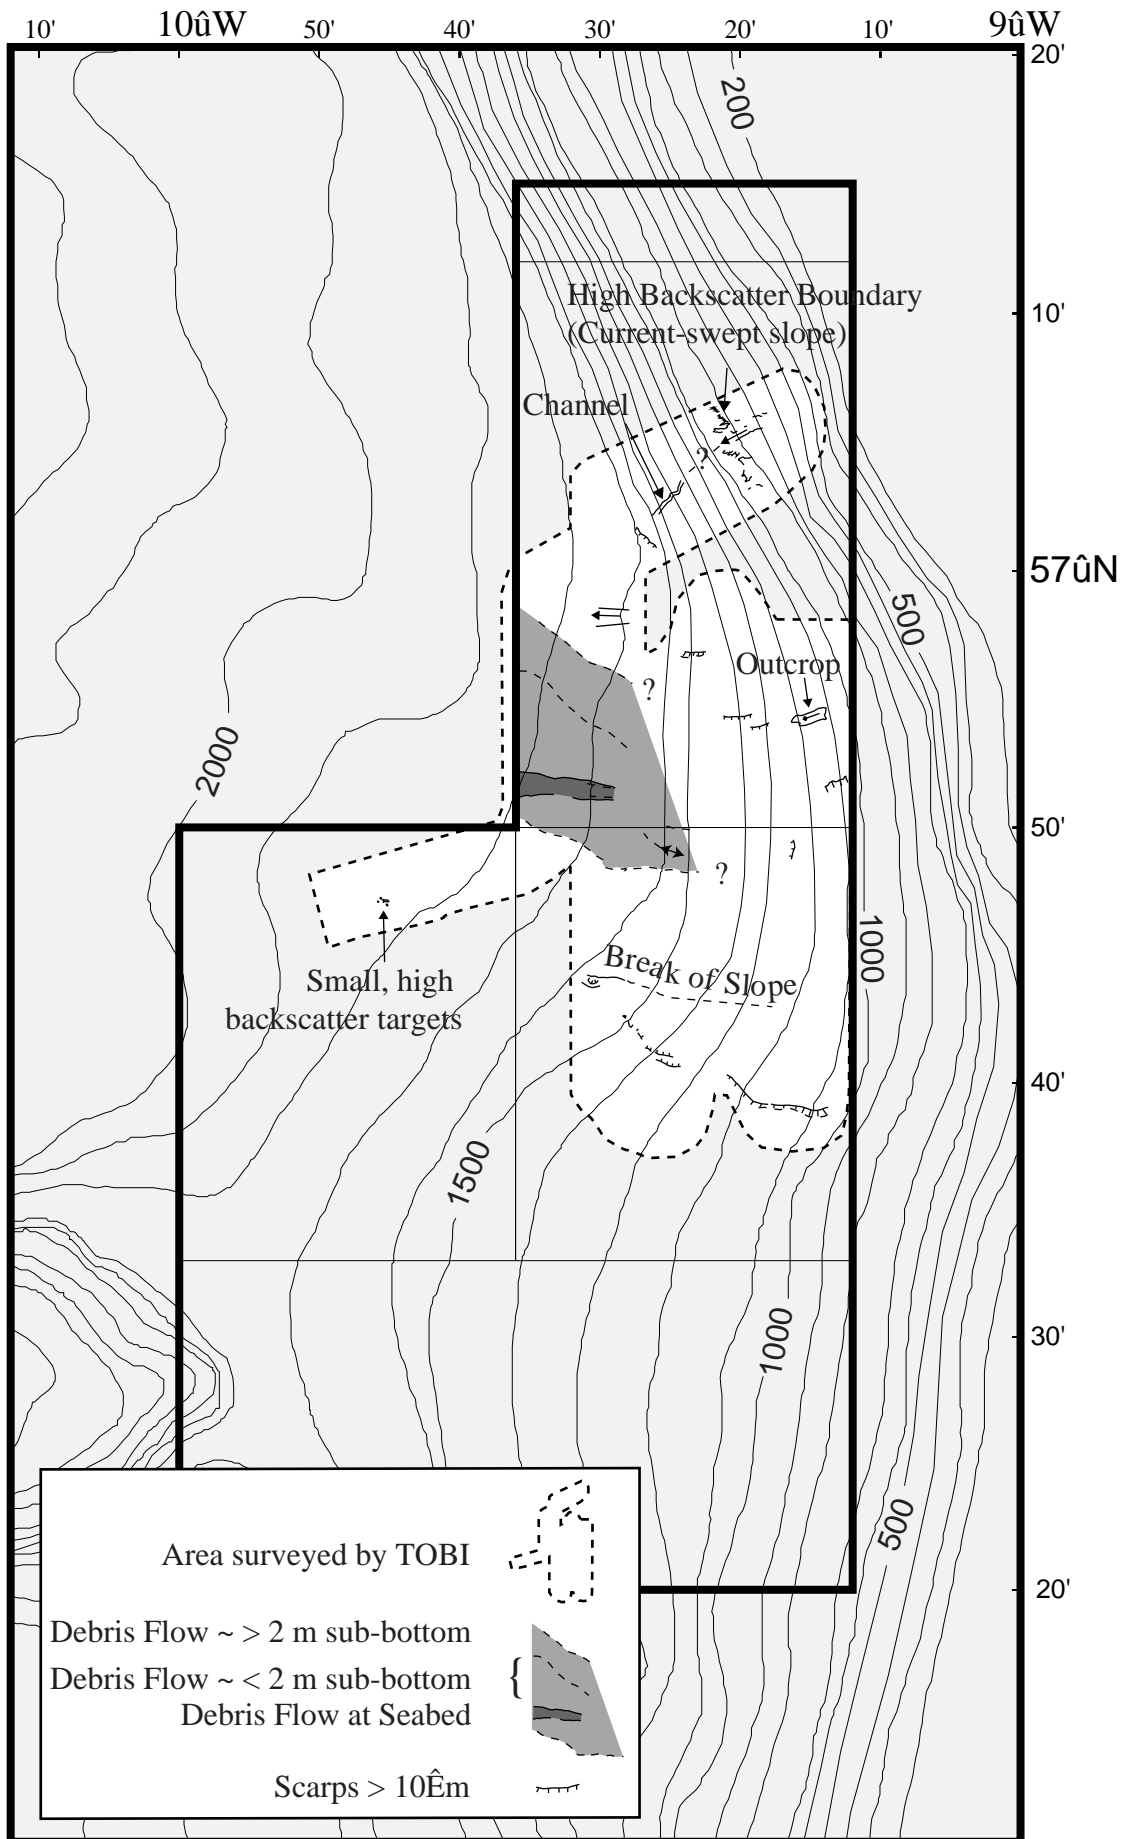 10' 10ûW 50' 40' 30' 20' 10' 9ûW
20'
200
High Backscatter Boundary
(Current-swept slope)
10'
Channel
?
57ûN
500
Outcrop
?
2000
50'
?
1000
Break of Slope
Small, high
backscatter targets
40'
1500
1000
30'
500
Area surveyed by TOBI
20'
Debris Flow ~ > 2 m sub-bottom
Debris Flow ~ < 2 m sub-bottom {
Debris Flow at Seabed
Scarps > 10Êm